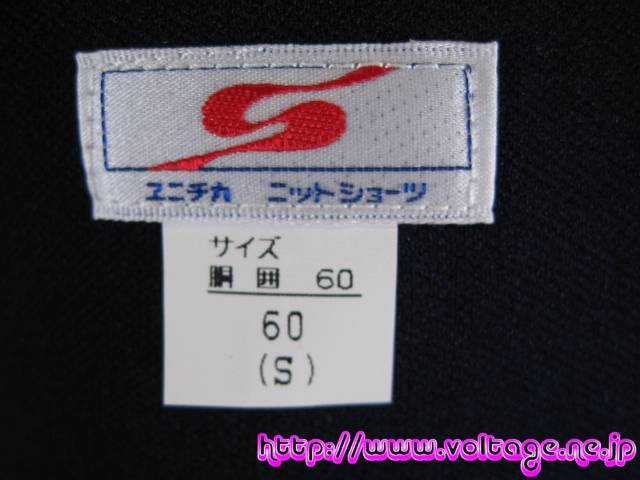 ユニチカ ニットショーツ
サイズ
胴囲 60
60
(S)
http://www.voltage.ne.jp